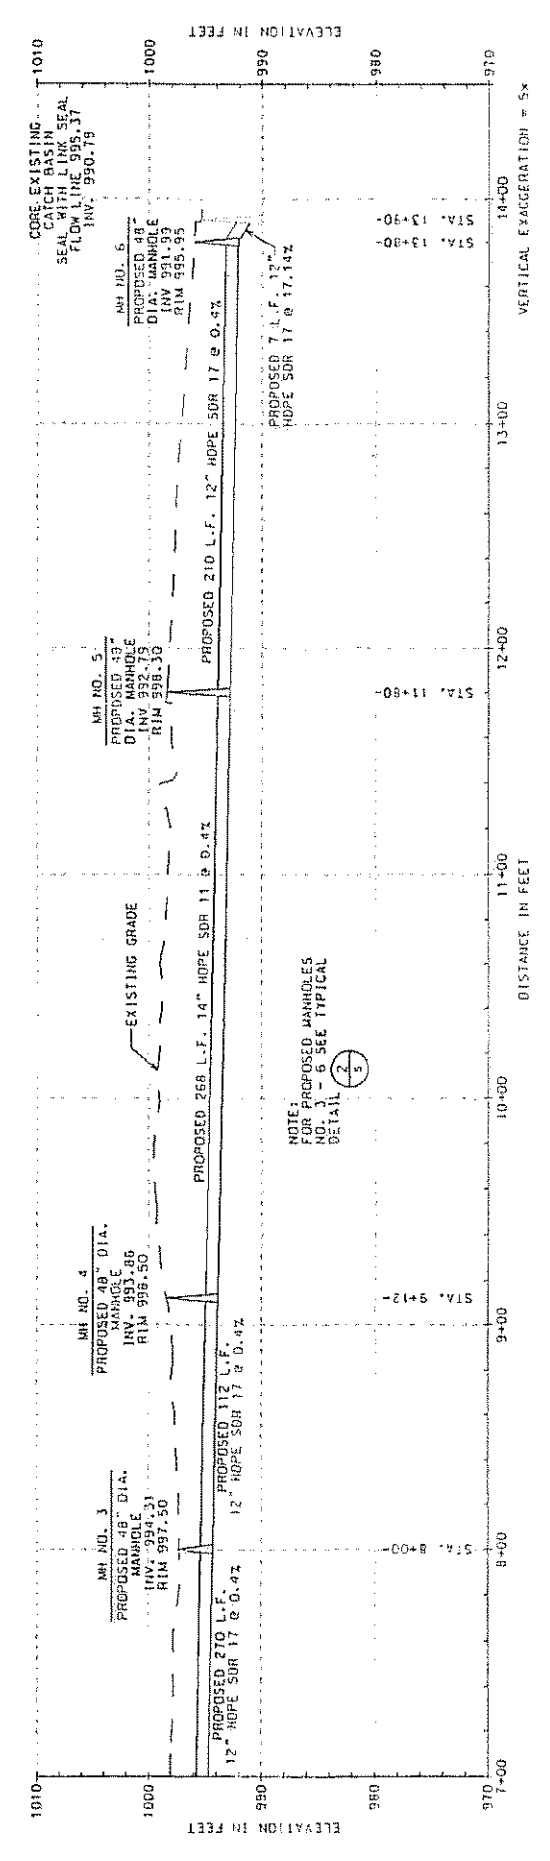 ELEVATION IN FEET
1010
1000
990
980
970
MH NO. 3
PROPOSED 48" DIA.
MANHOLE
INV. 994.31
RIM 997.50
PROPOSED 270 L.F.
12" HDPE SDR 17 @ 0.4%
MH NO. 4
PROPOSED 48" DIA.
MANHOLE
INV. 993.86
RIM 998.50
PROPOSED 112 L.F.
12" HDPE SDR 17 @ 0.4%
EXISTING GRADE
PROPOSED 268 L.F. 14" HDPE SDR 11 @ 0.4%
NOTE:
FOR PROPOSED MANHOLES
NO. 3 - 6 SEE TYPICAL
DETAIL
2
5
MH NO. 5
PROPOSED 48"
DIA. MANHOLE
INV 992.79
RIM 998.30
PROPOSED 210 L.F. 12" HDPE SDR 17 @ 0.4%
MH NO. 6
PROPOSED 48"
DIA. MANHOLE
INV 991.99
RIM 995.95
CORE EXISTING
CATCH BASIN
SEAL WITH LINK SEAL
FLOW LINE 995.37
INV. 990.79
PROPOSED 7 L.F. 12"
HDPE SDR 17 @ 17.14%
STA. 8+00
STA. 9+12
STA. 11+80
STA. 13+80
STA. 13+90
1010
1000
990
980
970
ELEVATION IN FEET
7+00
8+00
9+00
10+00
11+00
12+00
13+00
14+00
DISTANCE IN FEET
VERTICAL EXAGGERATION = 5x